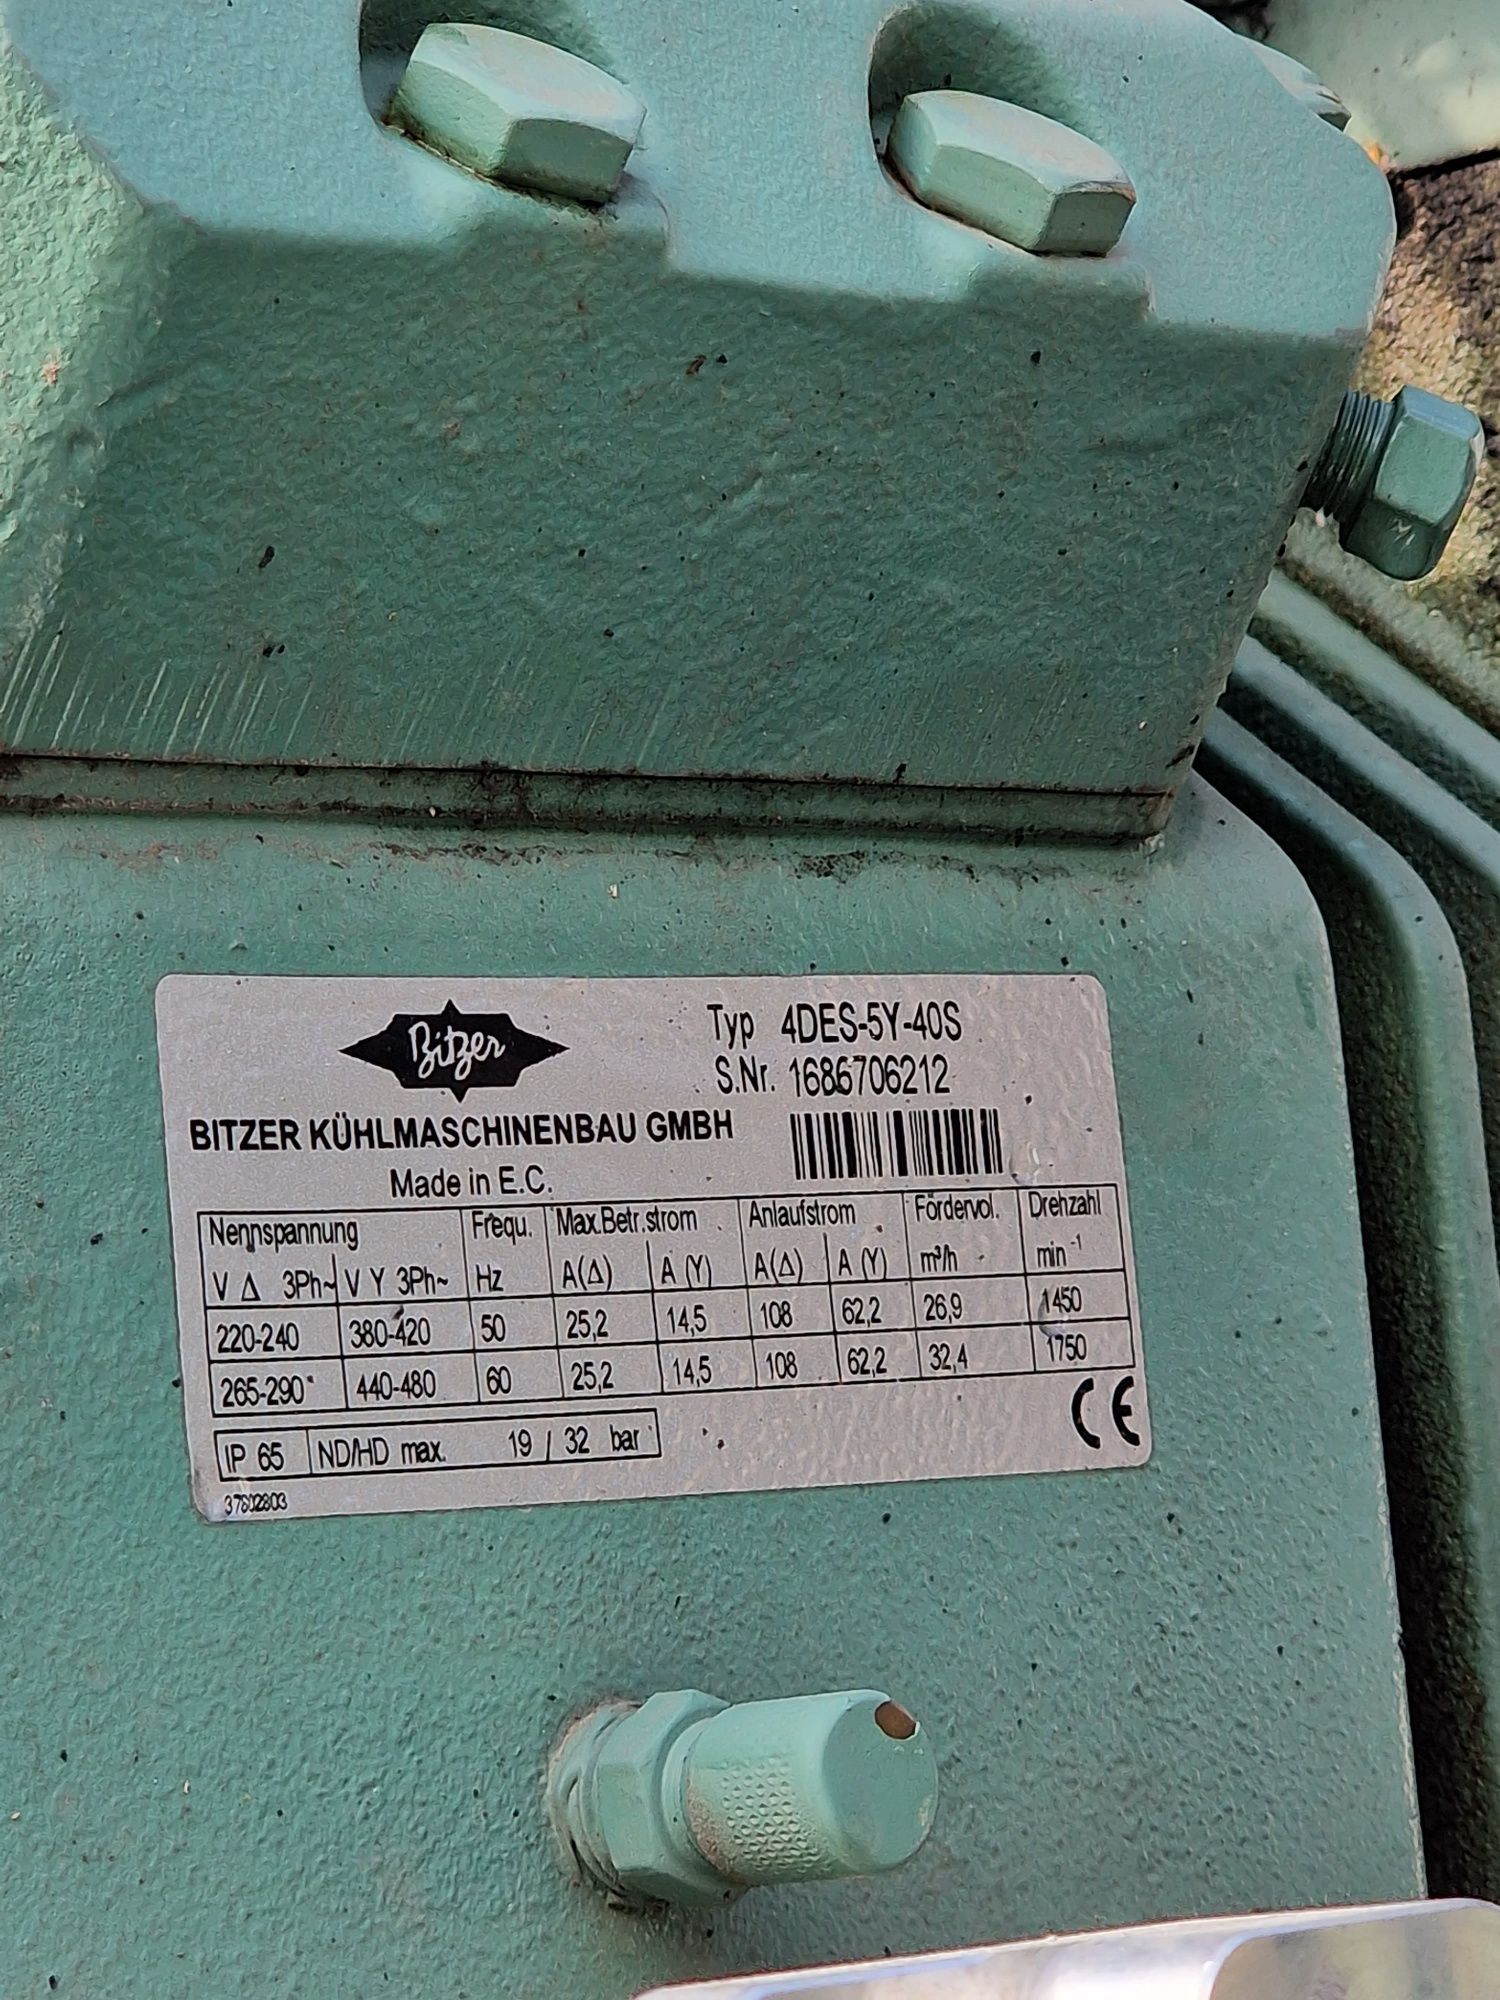 Bitzer
Typ 4DES-5Y-40S
S.Nr. 1686706212
BITZER KÜHLMASCHINENBAU GMBH
Made in E.C.
Nennspannung Frequ. Max.Betr.strom Anlaufstrom Fördervol. Drehzahl
V Δ 3Ph~ V Y 3Ph~ Hz A(Δ) A (Y) A(Δ) A (Y) m³/h min⁻¹
220-240 380-420 50 25,2 14,5 108 62,2 26,9 1450
265-290 440-480 60 25,2 14,5 108 62,2 32,4 1750
IP 65 ND/HD max. 19 / 32 bar
CE
37802803